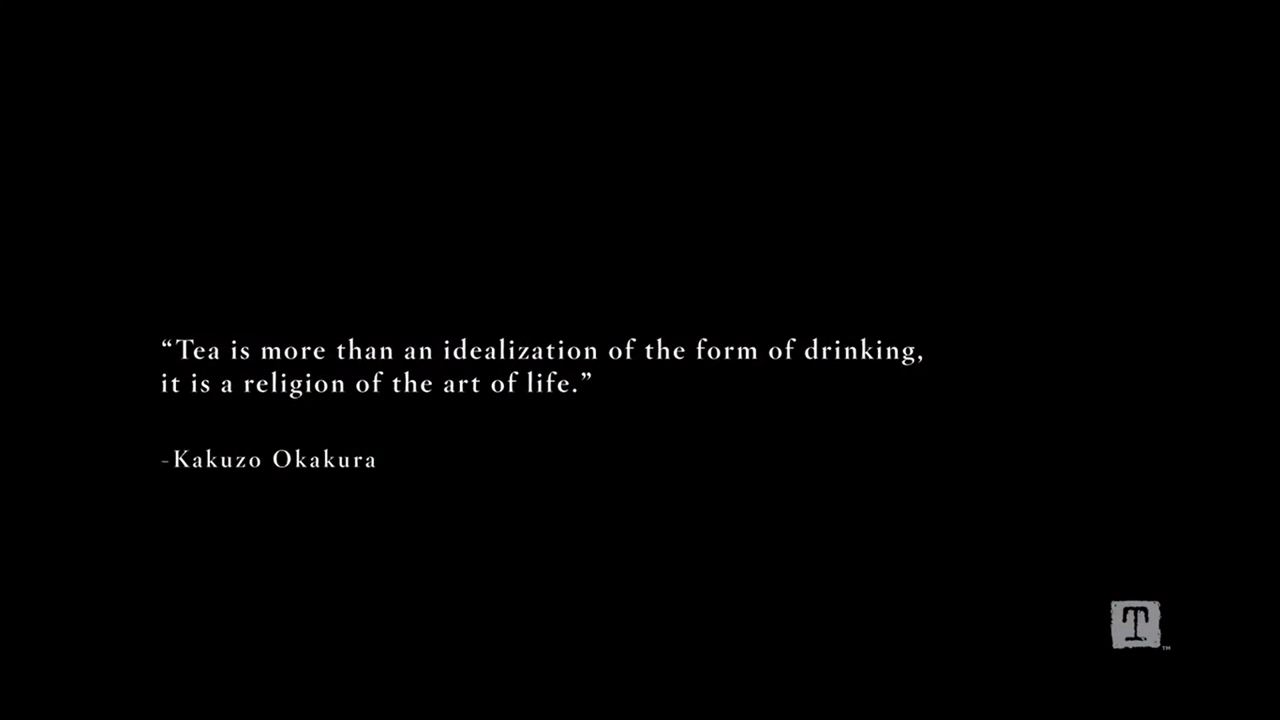 “Tea is more than an idealization of the form of drinking,
it is a religion of the art of life.”
-Kakuzo Okakura
T
TM